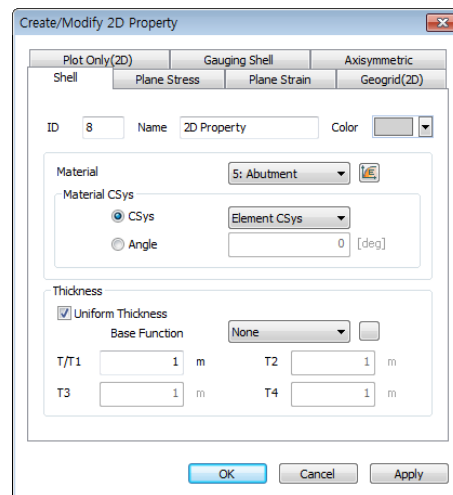 Create/Modify 2D Property
Plot Only(2D) Gauging Shell Axisymmetric
Shell Plane Stress Plane Strain Geogrid(2D)
ID 8 Name 2D Property Color
Material 5: Abutment
Material CSys
CSys Element CSys
Angle 0 [deg]
Thickness
Uniform Thickness
Base Function None
T/T1 1 m T2 1 m
T3 1 m T4 1 m
OK Cancel Apply